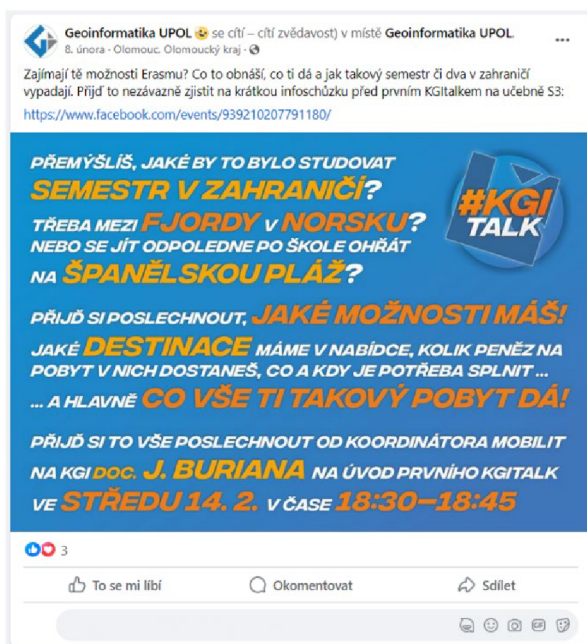 Geoinformatika UPOL se cítí – cítí zvědavost) v místě Geoinformatika UPOL.
8. února · Olomouc, Olomoucký kraj ·
Zajímají tě možnosti Erasmu? Co to obnáší, co ti dá a jak takový semestr či dva v zahraničí
vypadají. Přijď to nezávazně zjistit na krátkou infoschůzku před prvním KGItalkem na učebně S3:
https://www.facebook.com/events/939210207791180/
PŘEMÝŠLÍŠ, JAKÉ BY TO BYLO STUDOVAT
SEMESTR V ZAHRANIČÍ?
TŘEBA MEZI FJORDY V NORSKU?
NEBO SE JÍT ODPOLEDNE PO ŠKOLE OHŘÁT
NA ŠPANĚLSKOU PLÁŽ?
#KGI
TALK
PŘIJĎ SI POSLECHNOUT, JAKÉ MOŽNOSTI MÁŠ!
JAKÉ DESTINACE MÁME V NABÍDCE, KOLIK PENĚZ NA
POBYT V NICH DOSTANEŠ, CO A KDY JE POTŘEBA SPLNIT ...
... A HLAVNĚ CO VŠE TI TAKOVÝ POBYT DÁ!
PŘIJĎ SI TO VŠE POSLECHNOUT OD KOORDINÁTORA MOBILIT
NA KGI DOC. J. BURIANA NA ÚVOD PRVNÍHO KGITALK
VE STŘEDU 14. 2. V ČASE 18:30–18:45
3
To se mi líbí
Okomentovat
Sdílet